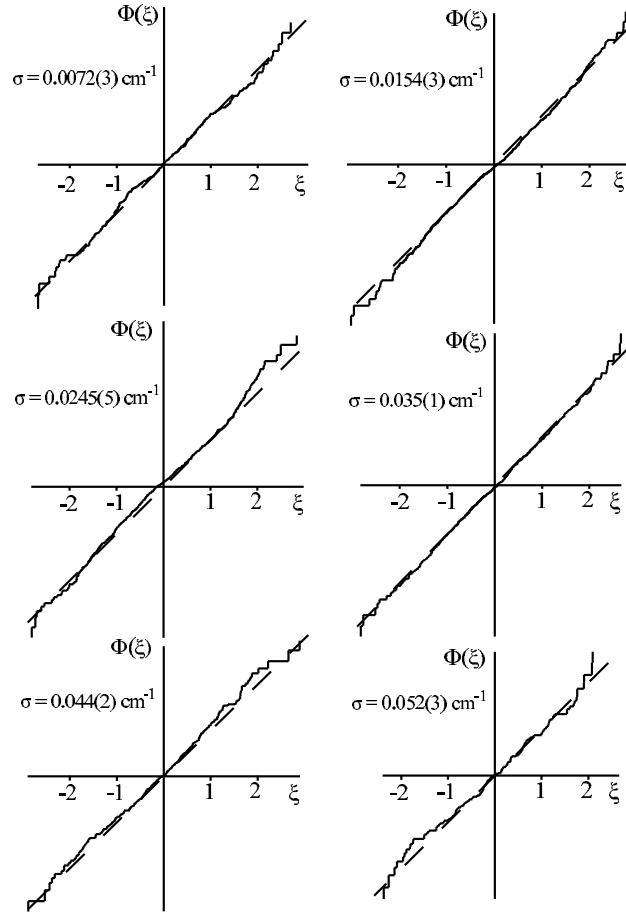 Φ(ξ)
σ = 0.0072(3) cm⁻¹
-2 -1 1 2 ξ
Φ(ξ)
σ = 0.0154(3) cm⁻¹
-2 -1 1 2 ξ
Φ(ξ)
σ = 0.0245(5) cm⁻¹
-2 -1 1 2 ξ
Φ(ξ)
σ = 0.035(1) cm⁻¹
-2 -1 1 2 ξ
Φ(ξ)
σ = 0.044(2) cm⁻¹
-2 -1 1 2 ξ
Φ(ξ)
σ = 0.052(3) cm⁻¹
-2 -1 1 2 ξ